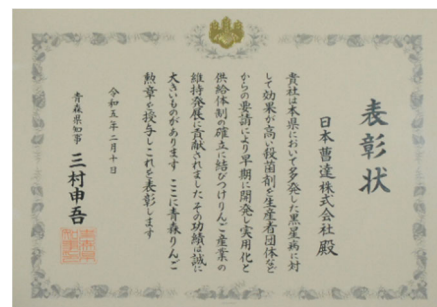 表彰状
日本曹達株式会社 殿
貴社は本県において多発した黒星病に対
して効果が高い殺菌剤を生産者団体など
からの要請により早期に開発し実用化と
供給体制の確立に結びつけりんご産業の
維持発展に貢献されましたその功績は誠に
大きいものがあります ここに青森りんご
勲章を授与しこれを表彰します
令和五年二月十日
青森県知事 三村申吾